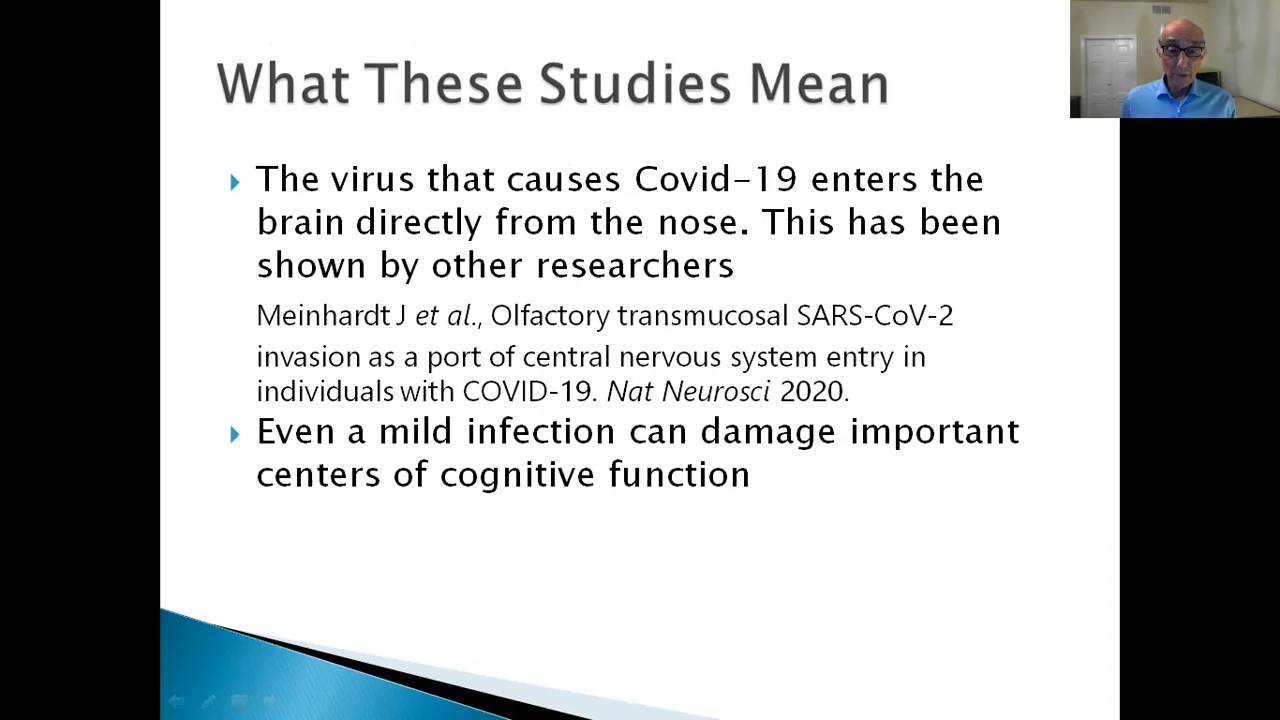 What These Studies Mean
The virus that causes Covid-19 enters the
brain directly from the nose. This has been
shown by other researchers
Meinhardt J et al., Olfactory transmucosal SARS-CoV-2
invasion as a port of central nervous system entry in
individuals with COVID-19. Nat Neurosci 2020.
Even a mild infection can damage important
centers of cognitive function